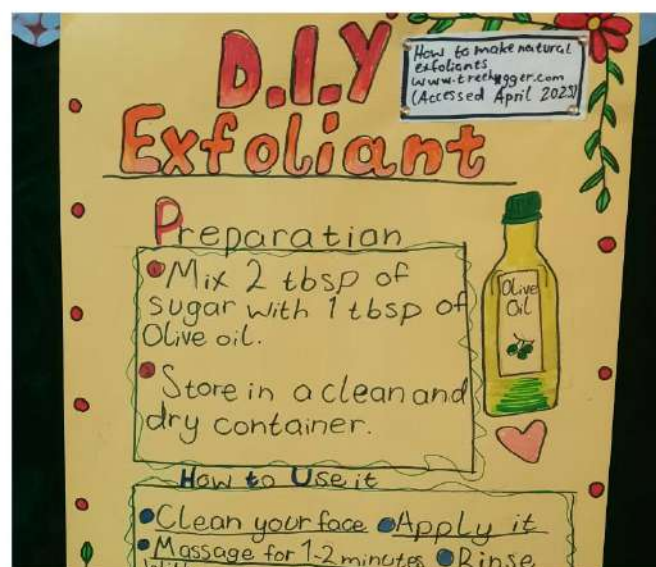 D.I.Y
Exfoliant
How to make natural
exfoliants
www.treehugger.com
(Accessed April 2025)
Preparation
Mix 2 tbsp of
sugar with 1 tbsp of
Olive oil.
Store in a clean and
dry container.
Olive
Oil
How to Use it
Clean your face Apply it
Massage for 1-2 minutes Rinse